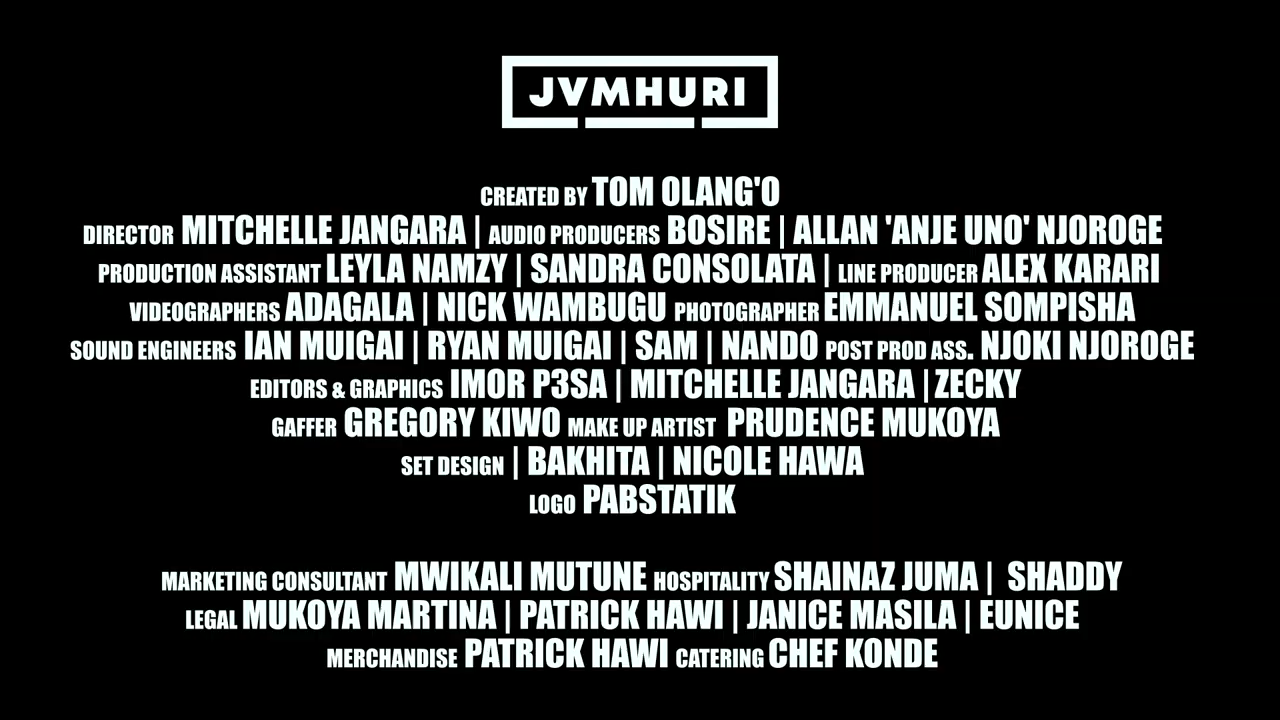 JVMHURI
CREATED BY TOM OLANG'O
DIRECTOR MITCHELLE JANGARA | AUDIO PRODUCERS BOSIRE | ALLAN 'ANJE UNO' NJOROGE
PRODUCTION ASSISTANT LEYLA NAMZY | SANDRA CONSOLATA | LINE PRODUCER ALEX KARARI
VIDEOGRAPHERS ADAGALA | NICK WAMBUGU PHOTOGRAPHER EMMANUEL SOMPISHA
SOUND ENGINEERS IAN MUIGAI | RYAN MUIGAI | SAM | NANDO POST PROD ASS. NJOKI NJOROGE
EDITORS & GRAPHICS IMOR P3SA | MITCHELLE JANGARA | ZECKY
GAFFER GREGORY KIWO MAKE UP ARTIST PRUDENCE MUKOYA
SET DESIGN | BAKHITA | NICOLE HAWA
LOGO PABSTATIK
MARKETING CONSULTANT MWIKALI MUTUNE HOSPITALITY SHAINAZ JUMA | SHADDY
LEGAL MUKOYA MARTINA | PATRICK HAWI | JANICE MASILA | EUNICE
MERCHANDISE PATRICK HAWI CATERING CHEF KONDE